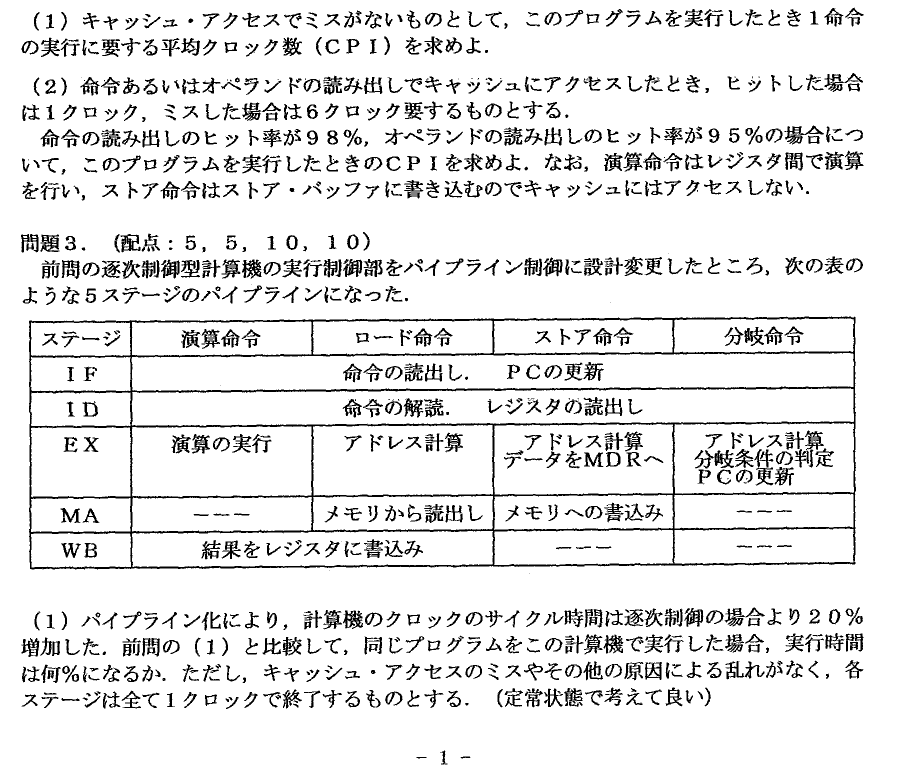 （１）キャッシュ・アクセスでミスがないものとして，このプログラムを実行したとき１命令
の実行に要する平均クロック数（ＣＰＩ）を求めよ．
（２）命令あるいはオペランドの読み出しでキャッシュにアクセスしたとき，ヒットした場合
は１クロック，ミスした場合は６クロック要するものとする．
命令の読み出しのヒット率が９８％，オペランドの読み出しのヒット率が９５％の場合につ
いて，このプログラムを実行したときのＣＰＩを求めよ．なお，演算命令はレジスタ間で演算
を行い，ストア命令はストア・バッファに書き込むのでキャッシュにはアクセスしない．
問題３．（配点：５，５，１０，１０）
前問の逐次制御型計算機の実行制御部をパイプライン制御に設計変更したところ，次の表の
ような５ステージのパイプラインになった．
ステージ 演算命令 ロード命令 ストア命令 分岐命令
ＩＦ 命令の読出し． ＰＣの更新
ＩＤ 命令の解読． レジスタの読出し
ＥＸ 演算の実行 アドレス計算 アドレス計算 アドレス計算
データをＭＤＲへ 分岐条件の判定
ＰＣの更新
ＭＡ －－－ メモリから読出し メモリへの書込み －－－
ＷＢ 結果をレジスタに書込み －－－ －－－
（１）パイプライン化により，計算機のクロックのサイクル時間は逐次制御の場合より２０％
増加した．前問の（１）と比較して，同じプログラムをこの計算機で実行した場合，実行時間
は何％になるか．ただし，キャッシュ・アクセスのミスやその他の原因による乱れがなく，各
ステージは全て１クロックで終了するものとする．（定常状態で考えて良い）
－１－